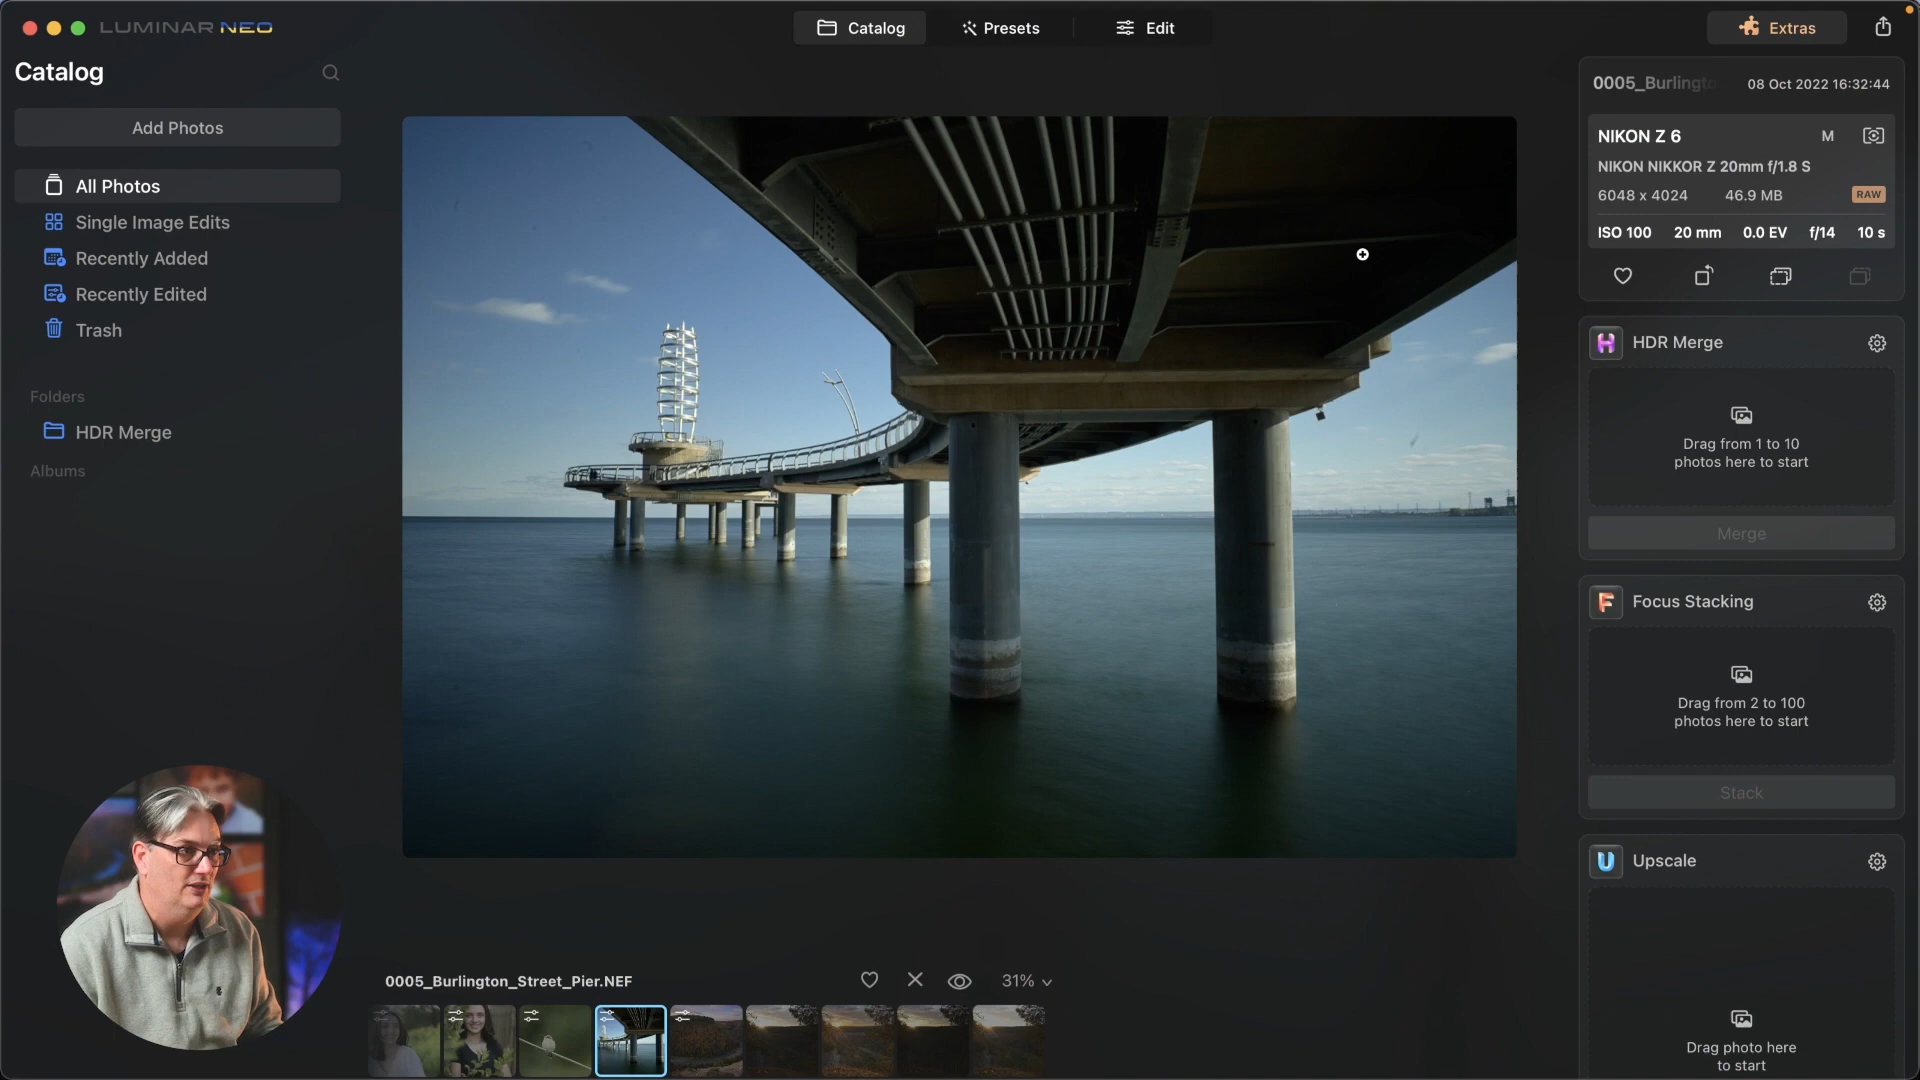 LUMINAR NEO
Catalog
Presets
Edit
Extras
Catalog
Add Photos
All Photos
Single Image Edits
Recently Added
Recently Edited
Trash
Folders
HDR Merge
Albums
0005_Burlingto
08 Oct 2022 16:32:44
NIKON Z 6
M
NIKON NIKKOR Z 20mm f/1.8 S
6048 x 4024
46.9 MB
RAW
ISO 100
20 mm
0.0 EV
f/14
10 s
HDR Merge
Drag from 1 to 10
photos here to start
Merge
Focus Stacking
Drag from 2 to 100
photos here to start
Stack
Upscale
Drag photo here
to start
0005_Burlington_Street_Pier.NEF
31%